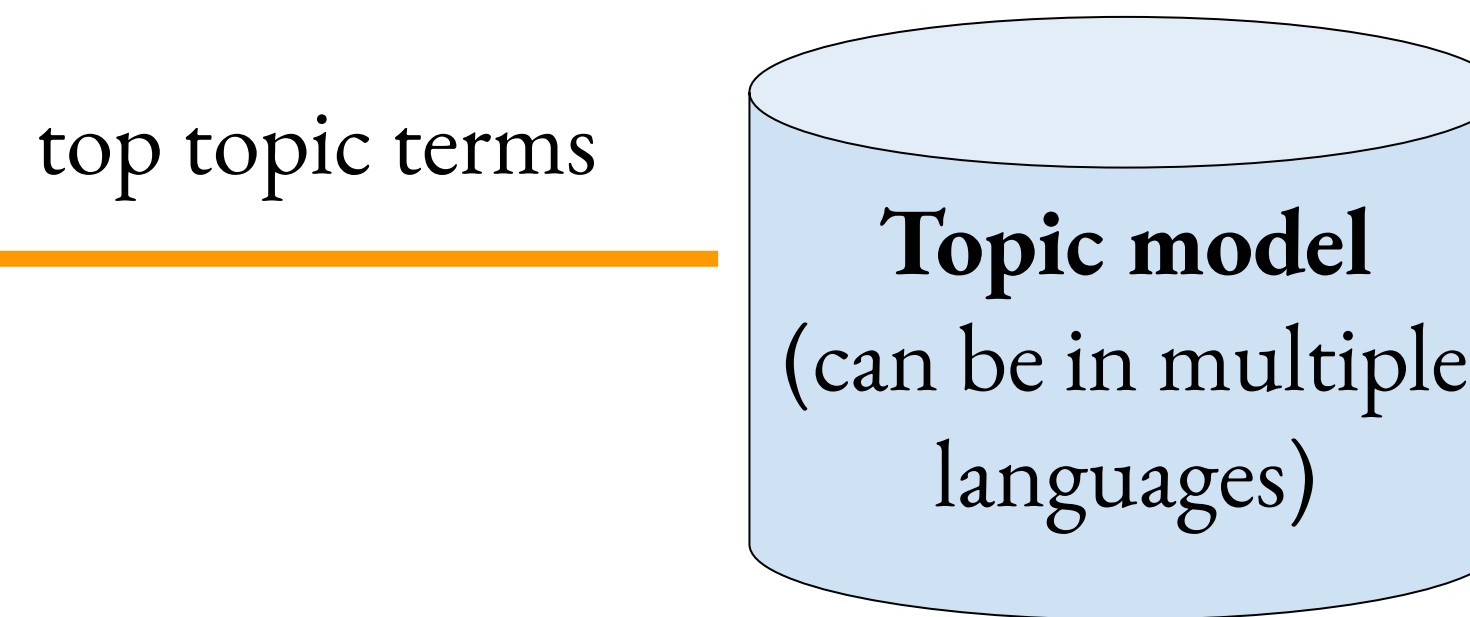 top topic terms
Topic model
(can be in multiple
languages)